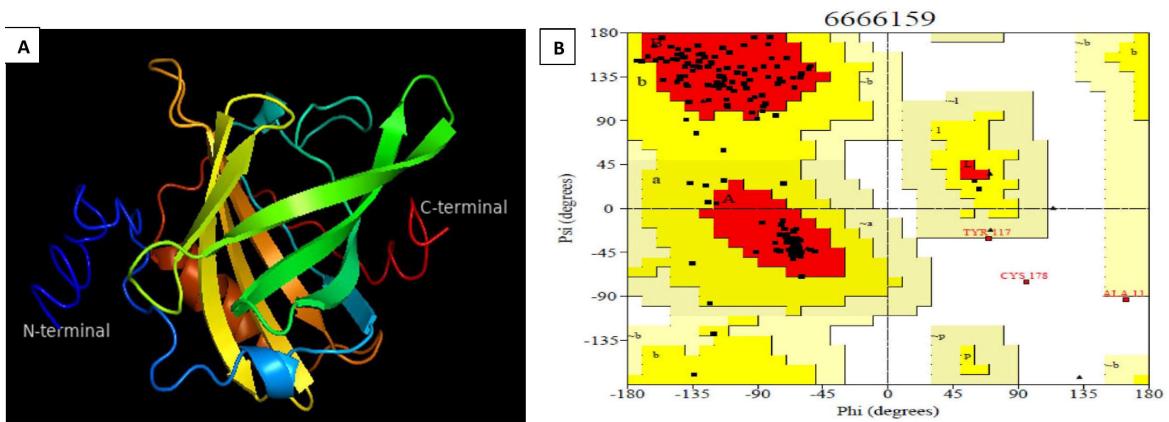 A
N-terminal
C-terminal
B
6666159
Psi (degrees)
180
135
90
45
0
-45
-90
-135
-180
-135
-90
-45
0
45
90
135
180
Phi (degrees)
B
b
~b
~b
b
~l
l
L
a
A
~a
TYR 117
CYS 178
ALA 11
~b
b
~p
p
~b